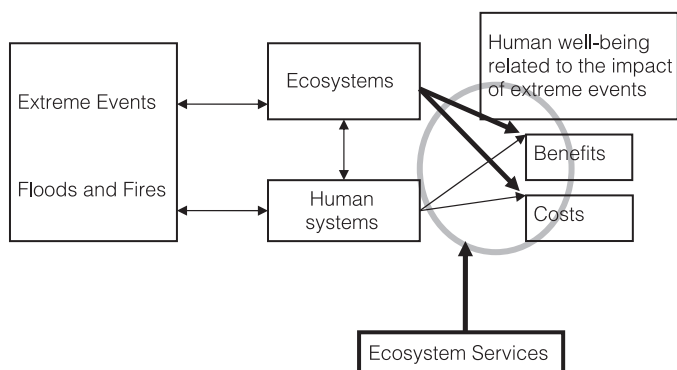 Extreme Events
Floods and Fires
Ecosystems
Human
systems
Human well-being
related to the impact
of extreme events
Benefits
Costs
Ecosystem Services